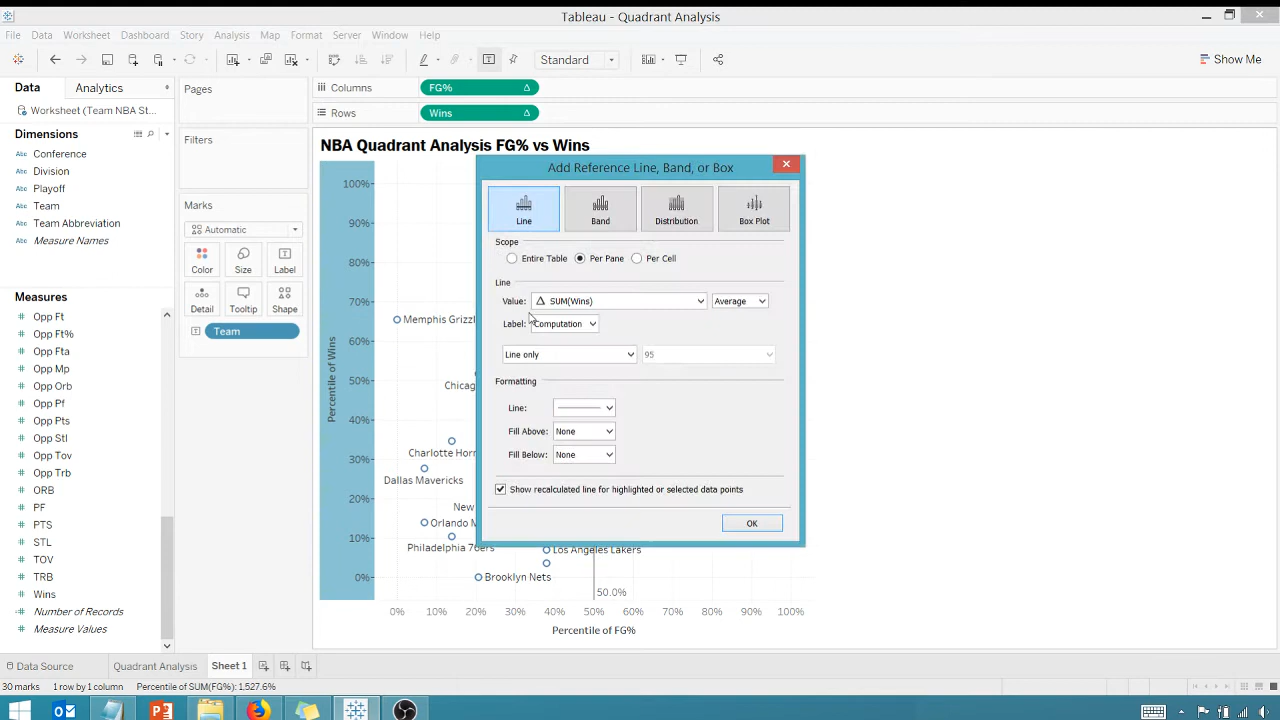 Tableau - Quadrant Analysis
File Data Worksheet Dashboard Story Analysis Map Format Server Window Help
Standard
Show Me
Data Analytics
Worksheet (Team NBA St...
Dimensions
Conference
Division
Playoff
Team
Team Abbreviation
Measure Names
Measures
Opp Ft
Opp Ft%
Opp Fta
Opp Mp
Opp Orb
Opp Pf
Opp Pts
Opp Stl
Opp Tov
Opp Trb
ORB
PF
PTS
STL
TOV
TRB
Wins
Number of Records
Measure Values
Pages
Filters
Marks
Automatic
Color Size Label
Detail Tooltip Shape
Team
Columns FG%
Rows Wins
NBA Quadrant Analysis FG% vs Wins
Percentile of Wins
100%
90%
80%
70%
60%
50%
40%
30%
20%
10%
0%
Memphis Grizzl
Chicag
Charlotte Horr
Dallas Mavericks
New
Orlando M
Philadelphia 76ers
Los Angeles Lakers
Brooklyn Nets
50.0%
0% 10% 20% 30% 40% 50% 60% 70% 80% 90% 100%
Percentile of FG%
Add Reference Line, Band, or Box
Line Band Distribution Box Plot
Scope
Entire Table Per Pane Per Cell
Line
Value: SUM(Wins) Average
Label: Computation
Line only 95
Formatting
Line:
Fill Above: None
Fill Below: None
Show recalculated line for highlighted or selected data points
OK
Data Source Quadrant Analysis Sheet 1
30 marks 1 row by 1 column Percentile of SUM(FG%): 1,527.6%